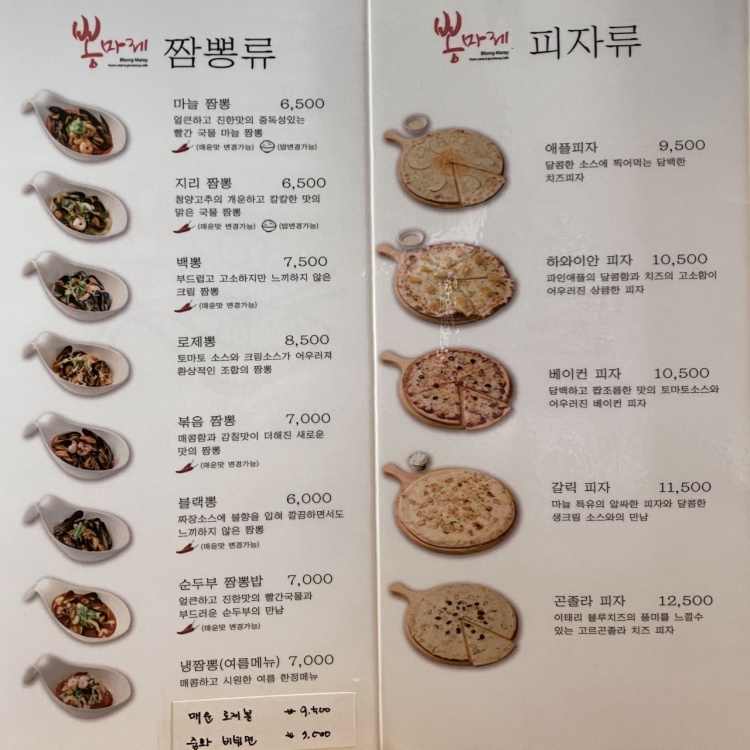 뽕마레 짬뽕류
Bbong Marey
마늘 짬뽕 6,500
얼큰하고 진한맛의 중독성있는
빨간 국물 마늘 짬뽕
(매운맛 변경가능) (밥변경가능)
지리 짬뽕 6,500
청양고추의 개운하고 칼칼한 맛의
맑은 국물 짬뽕
(매운맛 변경가능) (밥변경가능)
백뽕 7,500
부드럽고 고소하지만 느끼하지 않은
크림 짬뽕
(매운맛 변경가능)
로제뽕 8,500
토마토 소스와 크림소스가 어우러져
환상적인 조합의 짬뽕
볶음 짬뽕 7,000
매콤함과 감칠맛이 더해진 새로운
맛의 짬뽕
(매운맛 변경가능)
블랙뽕 6,000
짜장소스에 불향을 입혀 깔끔하면서도
느끼하지 않은 짬뽕
(매운맛 변경가능)
순두부 짬뽕밥 7,000
얼큰하고 진한맛의 빨간국물과
부드러운 순두부의 만남
(매운맛 변경가능)
냉짬뽕(여름메뉴) 7,000
매콤하고 시원한 여름 한정메뉴
매운 로제뽕 ₩9,500
비빔면 ₩
뽕마레 피자류
Bbong Marey
애플피자 9,500
달콤한 소스에 찍어먹는 담백한
치즈피자
하와이안 피자 10,500
파인애플의 달콤함과 치즈의 고소함이
어우러진 상큼한 피자
베이컨 피자 10,500
담백하고 짭조름한 맛의 토마토소스와
어우러진 베이컨 피자
갈릭 피자 11,500
마늘 특유의 알싸한 피자와 달콤한
생크림 소스와의 만남
곤졸라 피자 12,500
이태리 블루치즈의 풍미를 느낄수
있는 고르곤졸라 치즈 피자